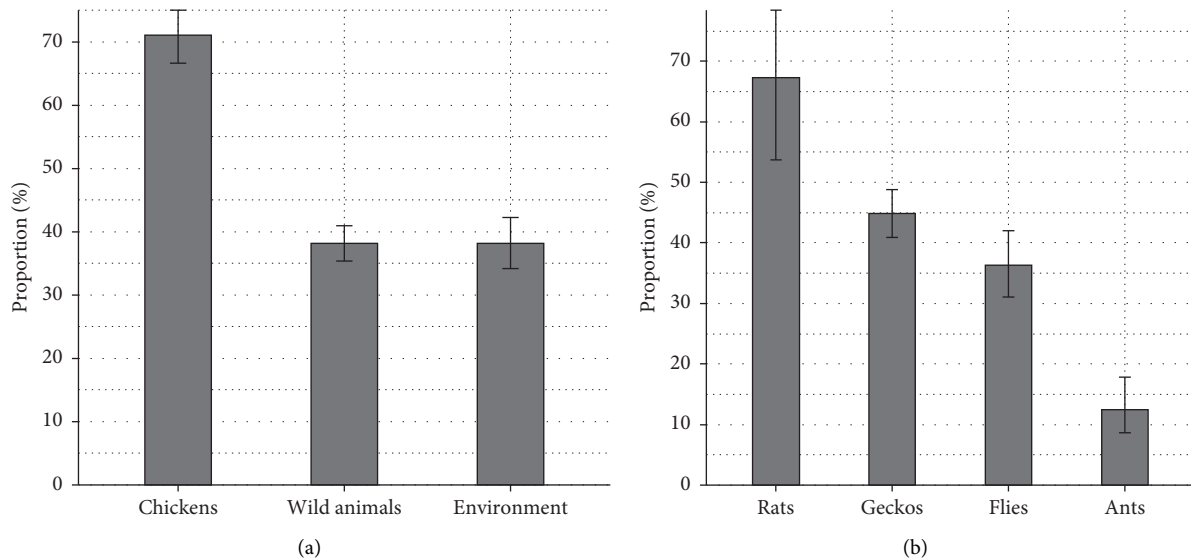 Proportion (%)
70
60
50
40
30
20
10
0
Chickens
Wild animals
Environment
(a)
Proportion (%)
70
60
50
40
30
20
10
0
Rats
Geckos
Flies
Ants
(b)